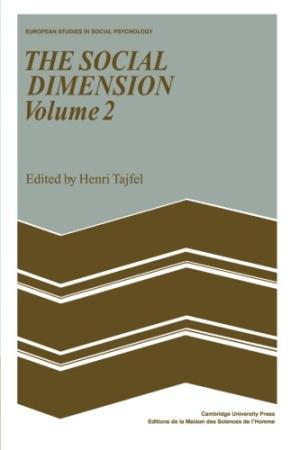 EUROPEAN STUDIES IN SOCIAL PSYCHOLOGY
THE SOCIAL
DIMENSION
Volume 2
Edited by Henri Tajfel
Cambridge University Press
Editions de la Maison des Sciences de l'Homme